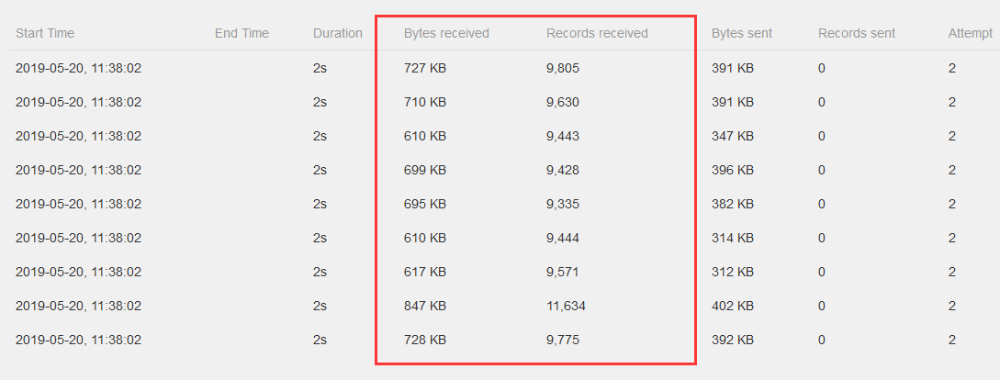 Start Time End Time Duration Bytes received Records received Bytes sent Records sent Attempt
2019-05-20, 11:38:02 2s 727 KB 9,805 391 KB 0 2
2019-05-20, 11:38:02 2s 710 KB 9,630 391 KB 0 2
2019-05-20, 11:38:02 2s 610 KB 9,443 347 KB 0 2
2019-05-20, 11:38:02 2s 699 KB 9,428 396 KB 0 2
2019-05-20, 11:38:02 2s 695 KB 9,335 382 KB 0 2
2019-05-20, 11:38:02 2s 610 KB 9,444 314 KB 0 2
2019-05-20, 11:38:02 2s 617 KB 9,571 312 KB 0 2
2019-05-20, 11:38:02 2s 847 KB 11,634 402 KB 0 2
2019-05-20, 11:38:02 2s 728 KB 9,775 392 KB 0 2